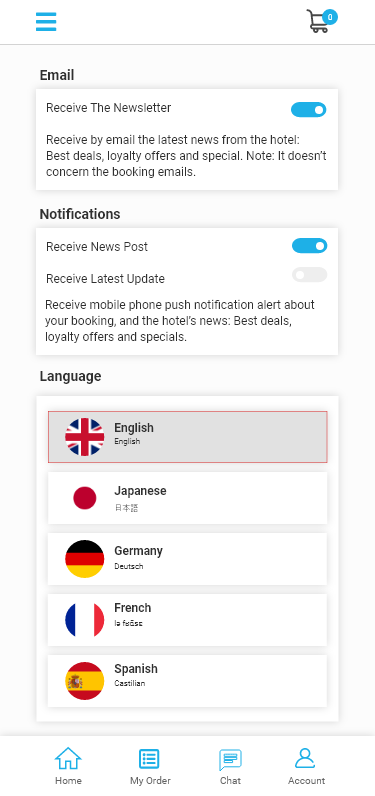 0
Email
Receive The Newsletter
Receive by email the latest news from the hotel:
Best deals, loyalty offers and special. Note: It doesn't
concern the booking emails.
Notifications
Receive News Post
Receive Latest Update
Receive mobile phone push notification alert about
your booking, and the hotel's news: Best deals,
loyalty offers and specials.
Language
English
English
Japanese
日本語
Germany
Deutsch
French
lə fʁɑ̃sɛ
Spanish
Castilian
Home
My Order
Chat
Account